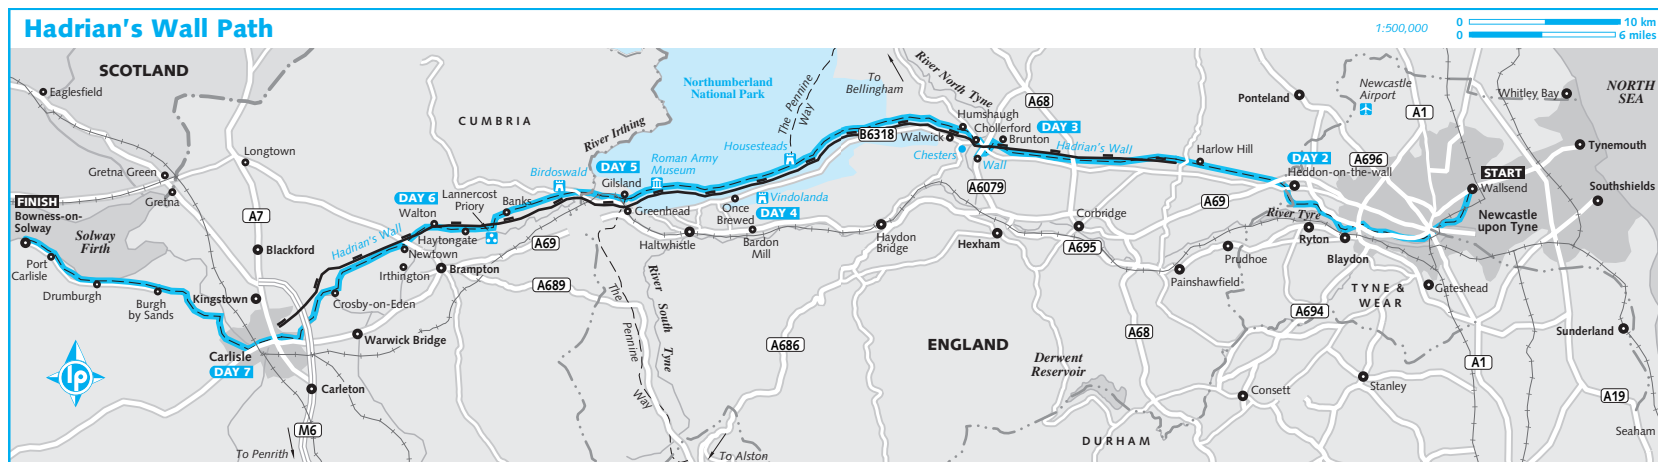 Hadrian's Wall Path
1:500,000
0
10 km
0
6 miles
SCOTLAND
Eaglesfield
CUMBRIA
Longtown
Gretna Green
Gretna
FINISH
Bowness-on-
Solway
Solway
Firth
A7
Blackford
Port
Carlisle
Drumburgh
Burgh
by Sands
Kingstown
Carlisle
DAY 7
lp
Warwick Bridge
Carleton
M6
To Penrith
Hadrian's Wall
DAY 6
Walton
Lannercost
Priory
Banks
Haytongate
Newtown
Irthington
Brampton
Crosby-on-Eden
A69
A689
Birdoswald
River Irthing
DAY 5
Gilsland
Roman Army
Museum
Greenhead
Northumberland
National Park
Housesteads
The Pennine
Way
Vindolanda
Once
Brewed
DAY 4
Haltwhistle
Bardon
Mill
The
Pennine
Way
River
South
Tyne
To Alston
A686
To
Bellingham
River North Tyne
B6318
Humshaugh
Chollerford
Walwick
Brunton
Chesters
Wall
A68
DAY 3
Hadrian's Wall
Harlow Hill
A6079
Haydon
Bridge
Hexham
Corbridge
A695
A69
ENGLAND
Derwent
Reservoir
A68
DURHAM
Painshawfield
Prudhoe
Ponteland
Newcastle
Airport
A1
Whitley Bay
NORTH
SEA
DAY 2
Heddon-on-the-wall
A696
START
Wallsend
Tynemouth
Southshields
River Tyre
Ryton
Blaydon
Newcastle
upon Tyne
TYNE &
WEAR
Gateshead
A694
A1
Sunderland
Consett
Stanley
A19
Seaham